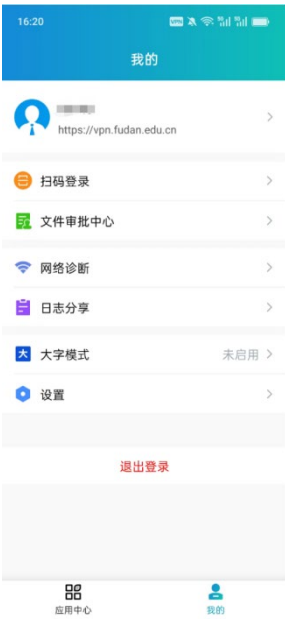 16:20
我的
https://vpn.fudan.edu.cn
扫码登录
文件审批中心
网络诊断
日志分享
大 大字模式 未启用
设置
退出登录
应用中心 我的